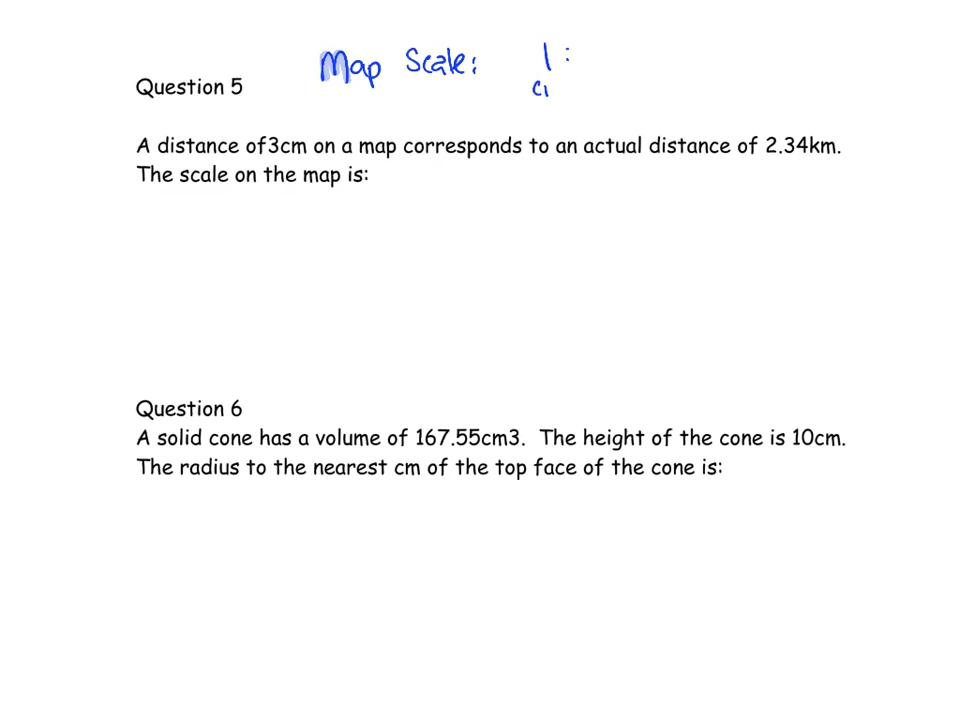 Map Scale: 1:
Question 5
A distance of3cm on a map corresponds to an actual distance of 2.34km.
The scale on the map is:
Question 6
A solid cone has a volume of 167.55cm3. The height of the cone is 10cm.
The radius to the nearest cm of the top face of the cone is: